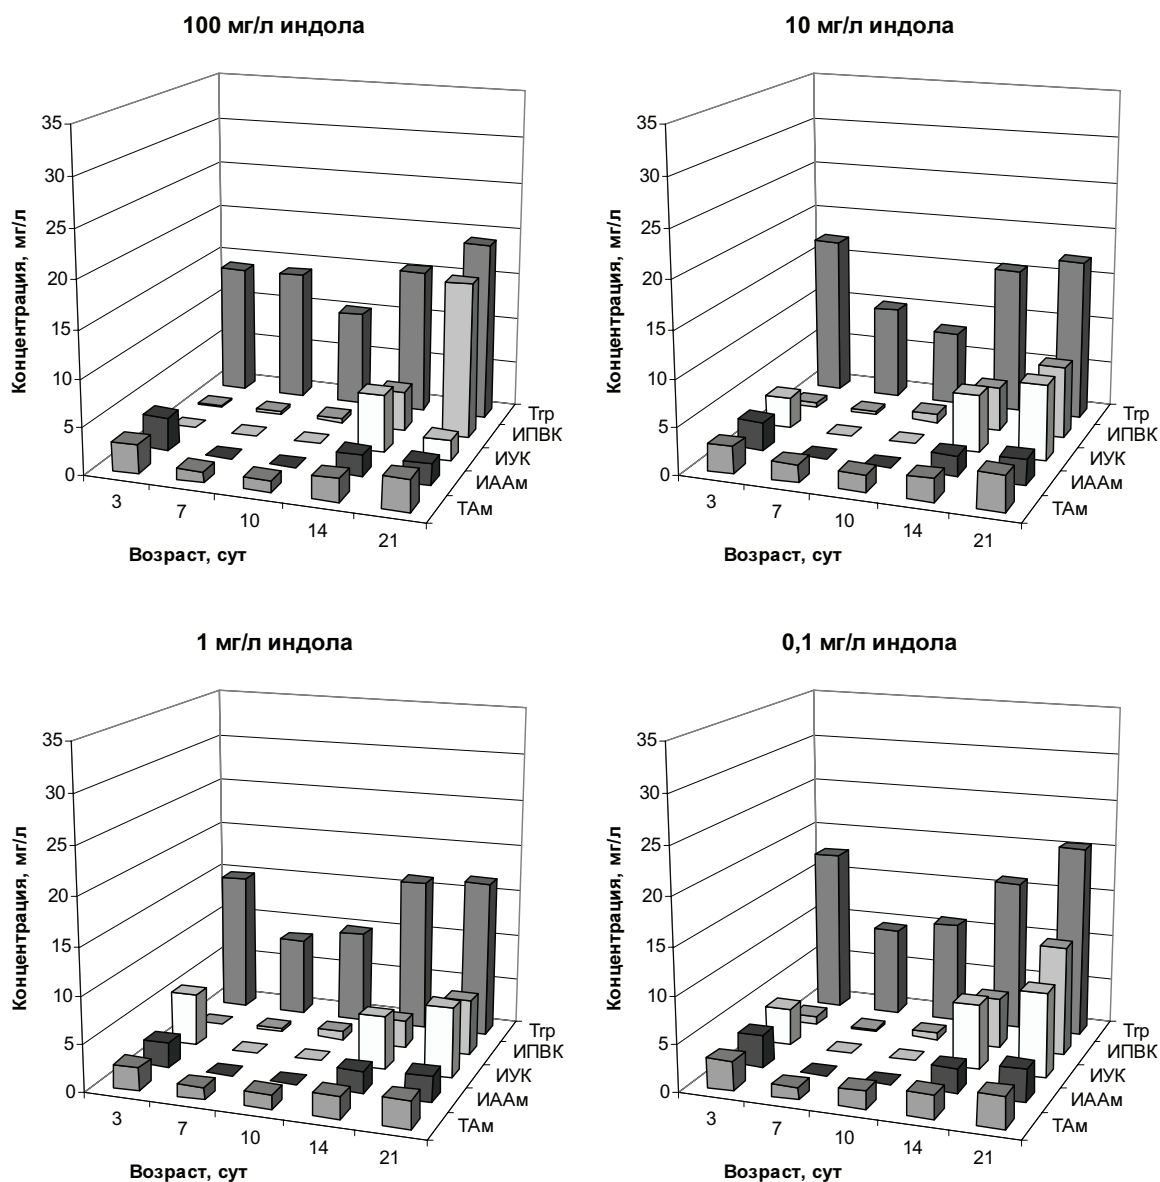 100 мг/л индола
Концентрация, мг/л
35
30
25
20
15
10
5
0
3
7
10
14
21
Возраст, сут
Trp
ИПВК
ИУК
ИААм
ТАм
10 мг/л индола
Концентрация, мг/л
35
30
25
20
15
10
5
0
3
7
10
14
21
Возраст, сут
Trp
ИПВК
ИУК
ИААм
ТАм
1 мг/л индола
Концентрация, мг/л
35
30
25
20
15
10
5
0
3
7
10
14
21
Возраст, сут
Trp
ИПВК
ИУК
ИААм
ТАм
0,1 мг/л индола
Концентрация, мг/л
35
30
25
20
15
10
5
0
3
7
10
14
21
Возраст, сут
Trp
ИПВК
ИУК
ИААм
ТАм